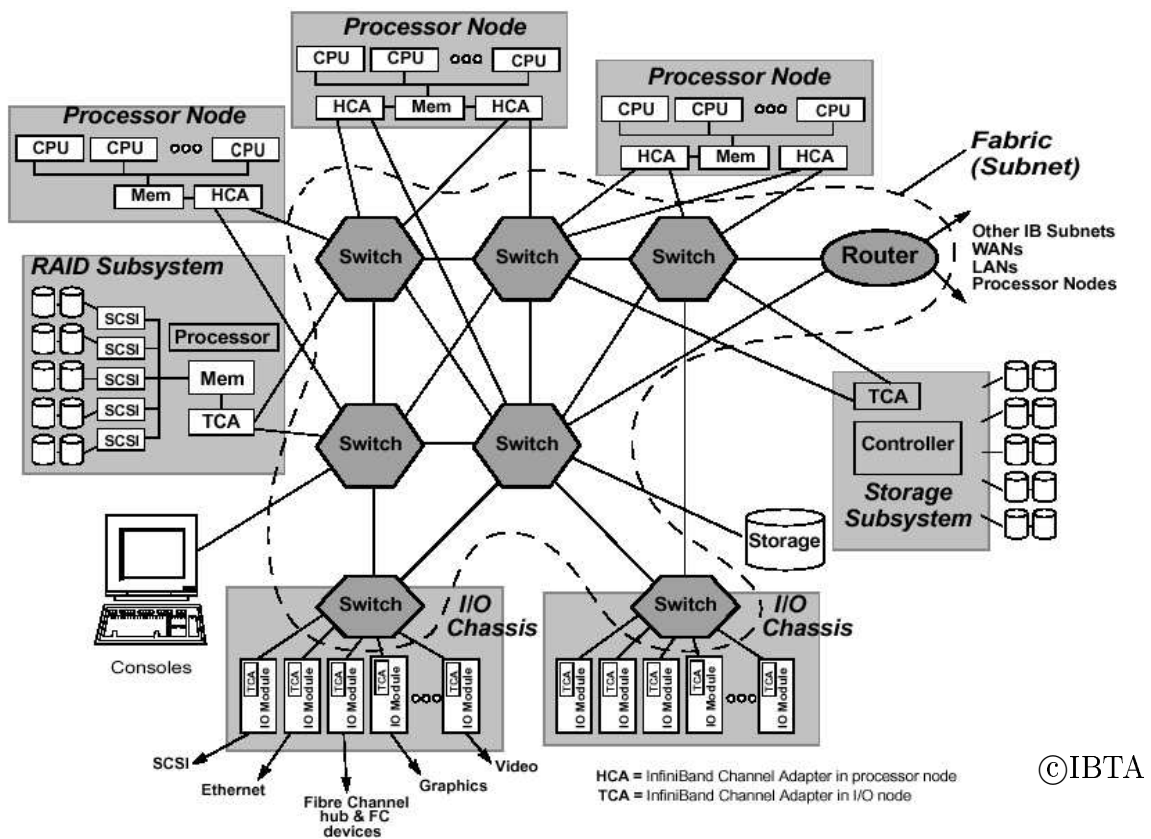 Processor Node
CPU CPU CPU
HCA Mem HCA
Processor Node
CPU CPU CPU
HCA Mem HCA
Processor Node
CPU CPU CPU
Mem HCA
Fabric
(Subnet)
Switch Switch Switch Router
Other IB Subnets
WANs
LANs
Processor Nodes
RAID Subsystem
SCSI
SCSI
SCSI
SCSI
SCSI
Processor
Mem
TCA
Switch Switch
TCA
Controller
Storage
Subsystem
Storage
Consoles
Switch
I/O
Chassis
TCA IO Module
TCA IO Module
TCA IO Module
TCA IO Module
TCA IO Module
SCSI
Ethernet
Fibre Channel
hub & FC
devices
Graphics
Video
Switch
I/O
Chassis
TCA IO Module
TCA IO Module
TCA IO Module
TCA IO Module
TCA IO Module
HCA = InfiniBand Channel Adapter in processor node
TCA = InfiniBand Channel Adapter in I/O node
©IBTA